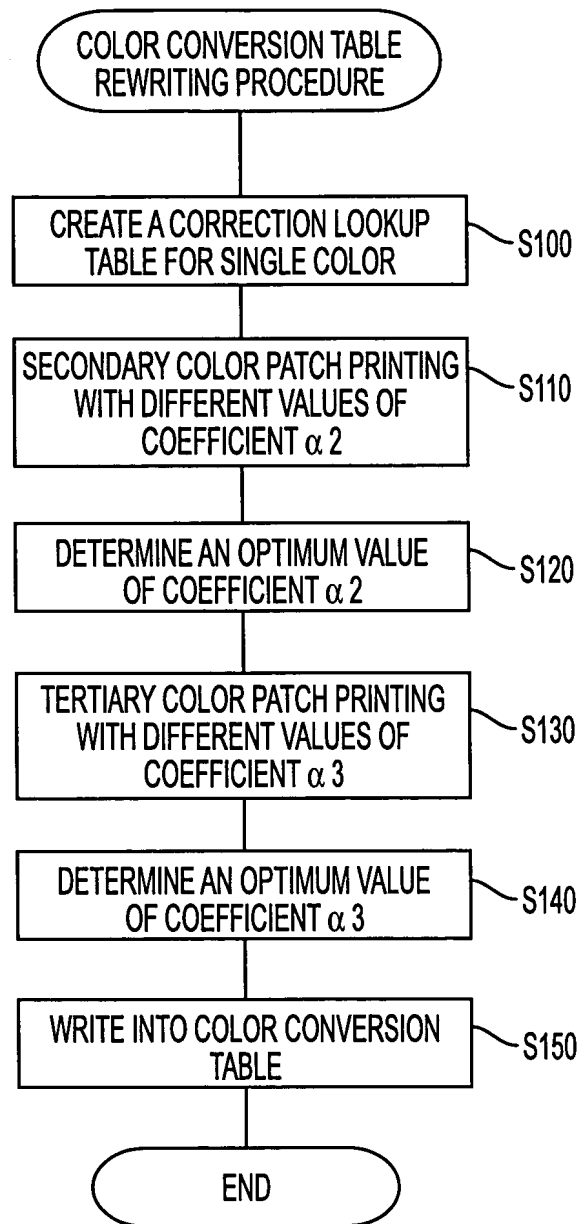 COLOR CONVERSION TABLE
REWRITING PROCEDURE
CREATE A CORRECTION LOOKUP
TABLE FOR SINGLE COLOR
S100
SECONDARY COLOR PATCH PRINTING
WITH DIFFERENT VALUES OF
COEFFICIENT α 2
S110
DETERMINE AN OPTIMUM VALUE
OF COEFFICIENT α 2
S120
TERTIARY COLOR PATCH PRINTING
WITH DIFFERENT VALUES OF
COEFFICIENT α 3
S130
DETERMINE AN OPTIMUM VALUE
OF COEFFICIENT α 3
S140
WRITE INTO COLOR CONVERSION
TABLE
S150
END